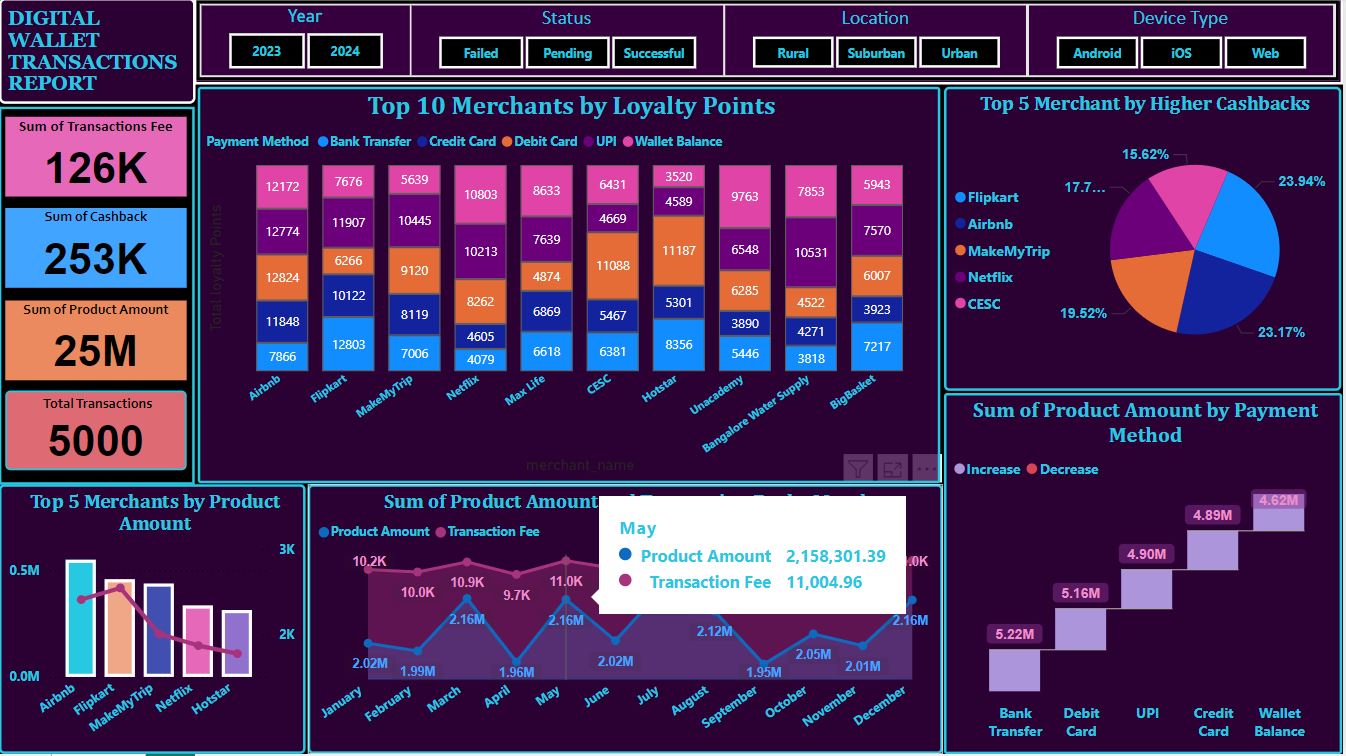 DIGITAL
WALLET
TRANSACTIONS
REPORT
Year
2023
2024
Status
Failed
Pending
Successful
Location
Rural
Suburban
Urban
Device Type
Android
iOS
Web
Sum of Transactions Fee
126K
Sum of Cashback
253K
Sum of Product Amount
25M
Total Transactions
5000
Top 10 Merchants by Loyalty Points
Payment Method Bank Transfer Credit Card Debit Card UPI Wallet Balance
Total loyalty Points
12172 7676 5639 10803 8633 6431 3520 9763 7853 5943
12774 11907 10445 10213 7639 4669 4589 6548 10531 7570
12824 6266 9120 8262 4874 11088 11187 6285 4522 6007
11848 10122 8119 4605 6869 5467 5301 3890 4271 3923
7866 12803 7006 4079 6618 6381 8356 5446 3818 7217
Airbnb
Flipkart
MakeMyTrip
Netflix
Max Life
CESC
Hotstar
Unacademy
Bangalore Water Supply
BigBasket
merchant_name
Top 5 Merchant by Higher Cashbacks
Flipkart
Airbnb
MakeMyTrip
Netflix
CESC
15.62%
17.7...
23.94%
19.52%
23.17%
Top 5 Merchants by Product
Amount
0.5M
0.0M
3K
2K
Airbnb
Flipkart
MakeMyTrip
Netflix
Hotstar
Sum of Product Amount
Product Amount Transaction Fee
10.2K
10.0K
10.9K
9.7K
11.0K
2.02M
1.99M
2.16M
1.96M
2.16M
2.02M
2.12M
1.95M
2.05M
2.01M
2.16M
January
February
March
April
May
June
July
August
September
October
November
December
May
Product Amount 2,158,301.39
Transaction Fee 11,004.96
Sum of Product Amount by Payment
Method
Increase Decrease
5.22M
5.16M
4.90M
4.89M
4.62M
Bank
Transfer
Debit
Card
UPI
Credit
Card
Wallet
Balance